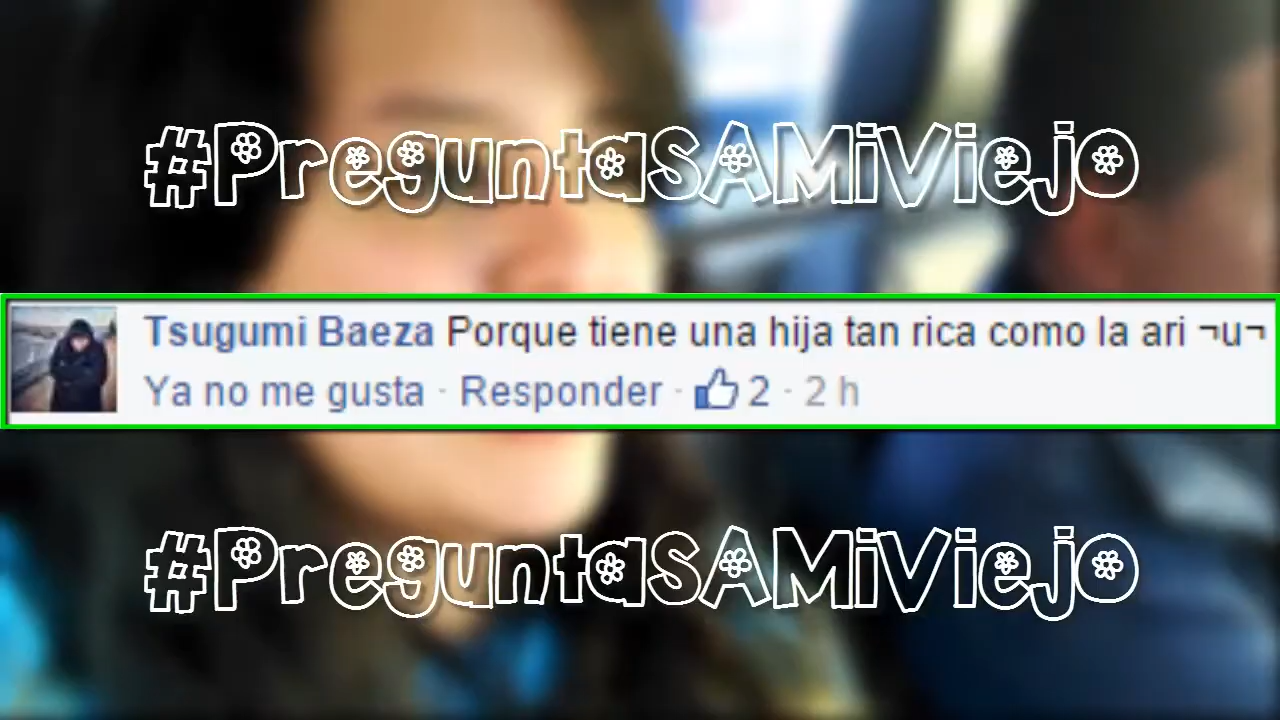 #PreguntasAMiViejo
Tsugumi Baeza Porque tiene una hija tan rica como la ari ¬u¬
Ya no me gusta · Responder · 2 · 2 h
#PreguntasAMiViejo